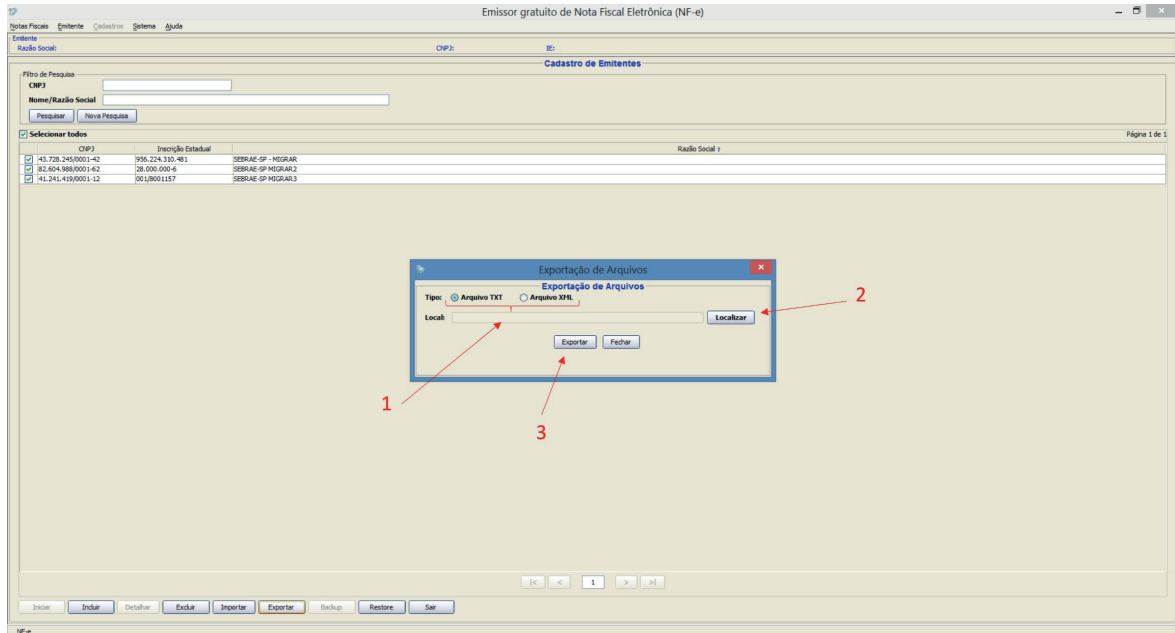 Emissor gratuito de Nota Fiscal Eletrônica (NF-e)
Notas Fiscais Emitente Cadastros Sistema Ajuda
Emitente
Razão Social: CNPJ: IE:
Cadastro de Emitentes
Filtro de Pesquisa
CNPJ
Nome/Razão Social
Pesquisar Nova Pesquisa
Selecionar todos Página 1 de 1
CNPJ Inscrição Estadual Razão Social
43.728.245/0001-42 956.224.310.481 SEBRAE-SP - MIGRAR
82.604.988/0001-62 28.000.000-6 SEBRAE-SP MIGRAR2
41.241.419/0001-12 001/8001157 SEBRAE-SP MIGRAR3
Exportação de Arquivos
Exportação de Arquivos
Tipo: Arquivo TXT Arquivo XML
2
Local: Localizar
Exportar Fechar
1
3
|< < 1 > >|
Iniciar Incluir Detalhar Excluir Importar Exportar Backup Restore Sair
NF-e